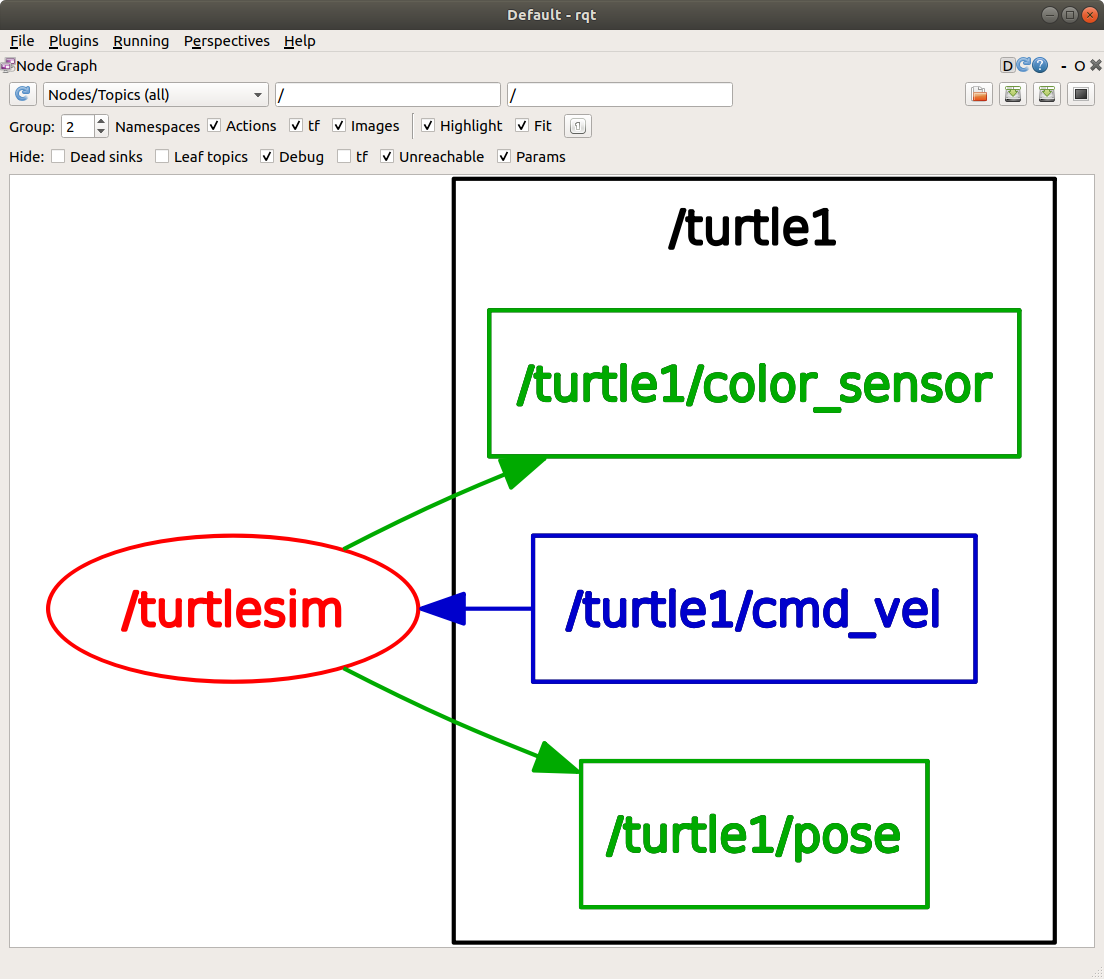 Default - rqt
File Plugins Running Perspectives Help
Node Graph D ? - O
Nodes/Topics (all) / /
Group: 2 Namespaces Actions tf Images Highlight Fit
Hide: Dead sinks Leaf topics Debug tf Unreachable Params
/turtle1
/turtle1/color_sensor
/turtlesim /turtle1/cmd_vel
/turtle1/pose